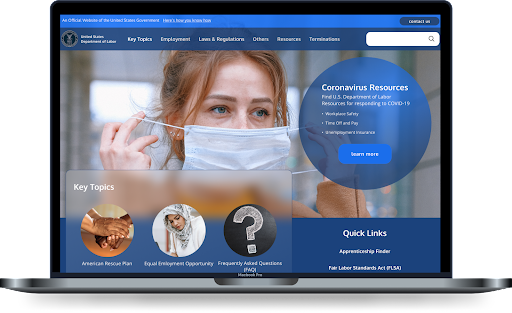 An Official Website of the United States Government Here's how you know
contact us
United States
Department of Labor
Key Topics Employment Laws & Regulations Others Resources Terminations
Coronavirus Resources
Find U.S. Department of Labor
Resources for responding to COVID-19
• Workplace Safety
• Time Off and Pay
• Unemployment Insurance
learn more
Key Topics
American Rescue Plan
Equal Emloyment Opportunity
Frequently Asked Questions
(FAQ)
Quick Links
Apprenticeship Finder
Fair Labor Standards Act (FLSA)
Macbook Pro